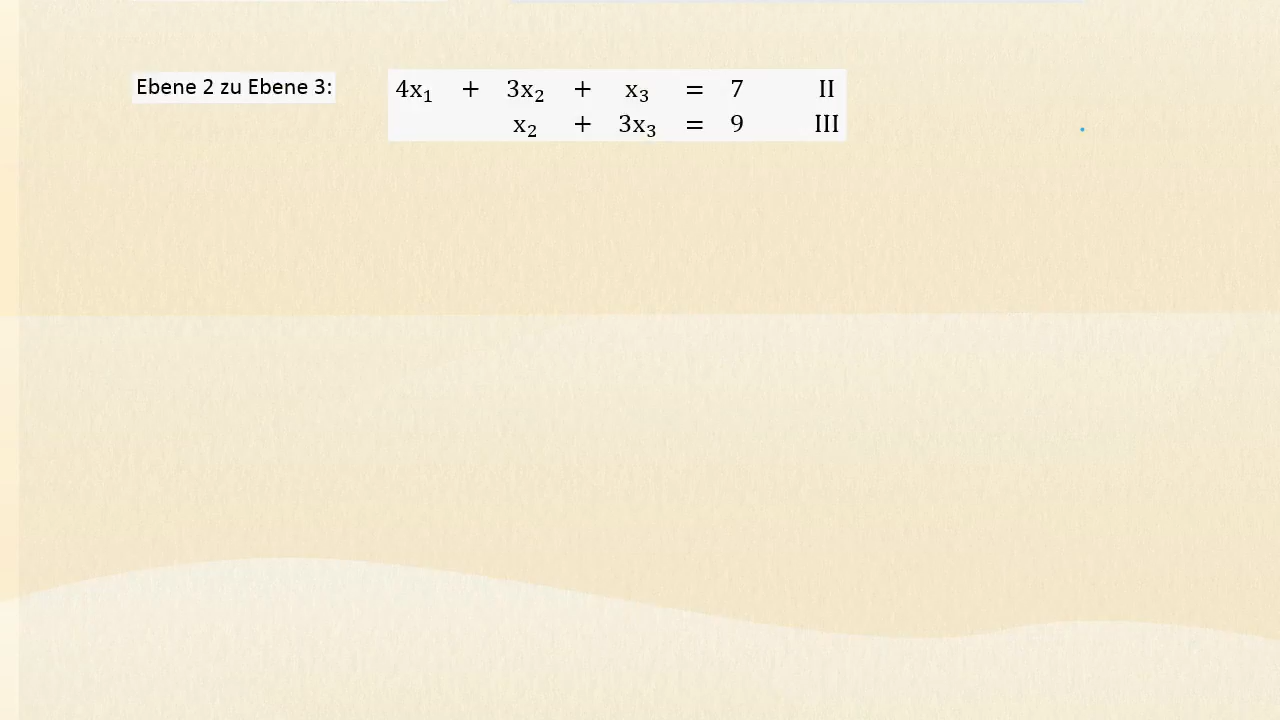 Ebene 2 zu Ebene 3: 4x₁ + 3x₂ + x₃ = 7 II
x₂ + 3x₃ = 9 III